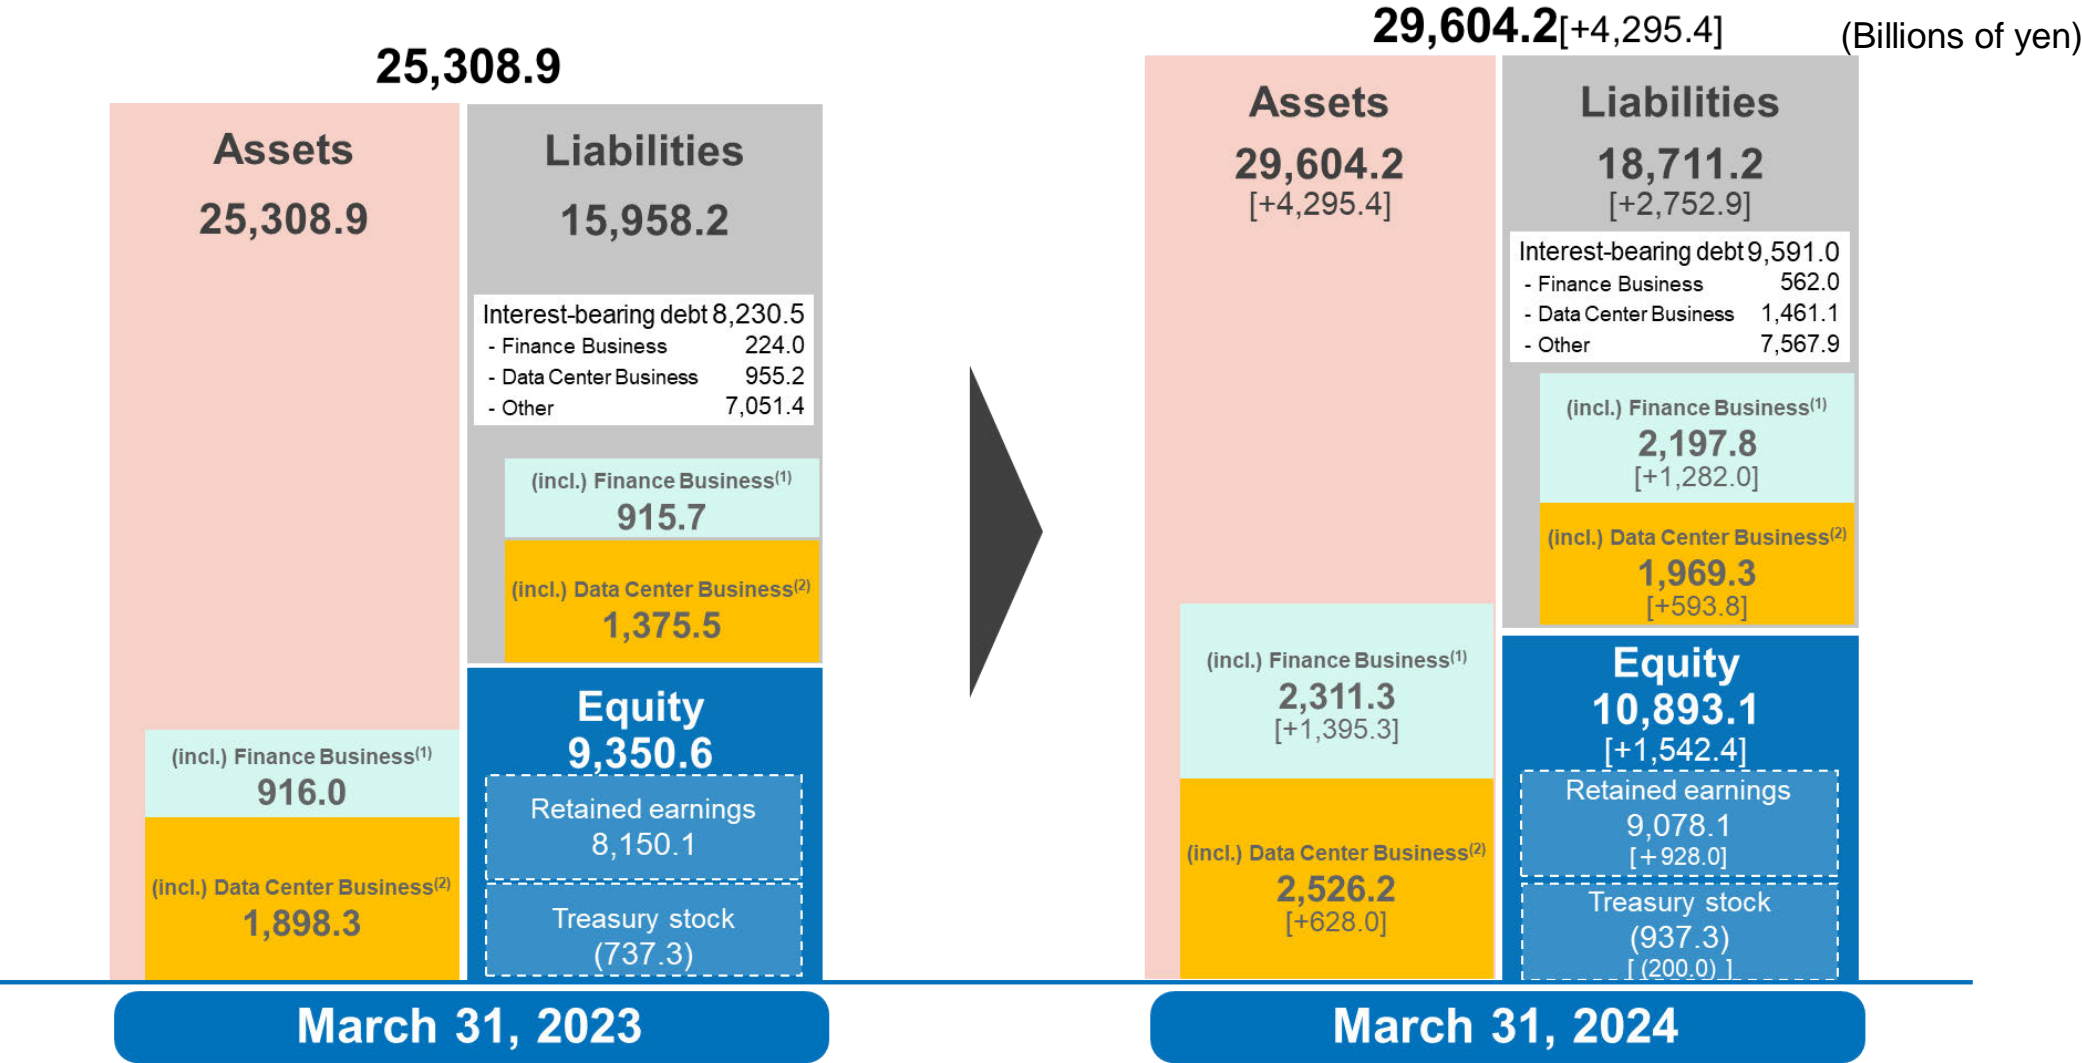 25,308.9
Assets
25,308.9
Liabilities
15,958.2
Interest-bearing debt 8,230.5
- Finance Business 224.0
- Data Center Business 955.2
- Other 7,051.4
(incl.) Finance Business(1)
915.7
(incl.) Data Center Business(2)
1,375.5
(incl.) Finance Business(1)
916.0
(incl.) Data Center Business(2)
1,898.3
Equity
9,350.6
Retained earnings
8,150.1
Treasury stock
(737.3)
March 31, 2023
29,604.2[+4,295.4]
(Billions of yen)
Assets
29,604.2
[+4,295.4]
Liabilities
18,711.2
[+2,752.9]
Interest-bearing debt 9,591.0
- Finance Business 562.0
- Data Center Business 1,461.1
- Other 7,567.9
(incl.) Finance Business(1)
2,197.8
[+1,282.0]
(incl.) Data Center Business(2)
1,969.3
[+593.8]
(incl.) Finance Business(1)
2,311.3
[+1,395.3]
(incl.) Data Center Business(2)
2,526.2
[+628.0]
Equity
10,893.1
[+1,542.4]
Retained earnings
9,078.1
[+928.0]
Treasury stock
(937.3)
[ (200.0) ]
March 31, 2024